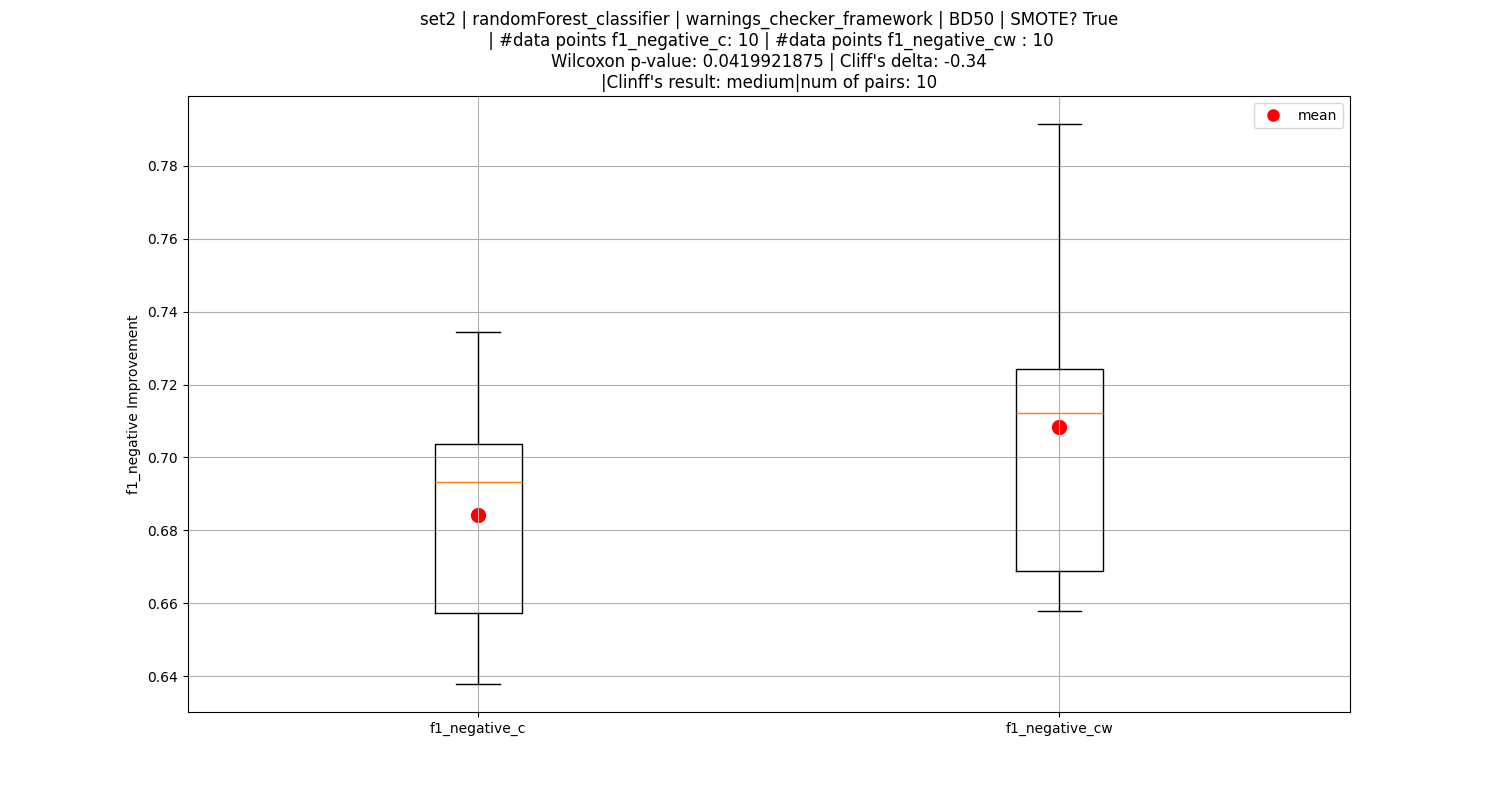 set2 | randomForest_classifier | warnings_checker_framework | BD50 | SMOTE? True
| #data points f1_negative_c: 10 | #data points f1_negative_cw : 10
Wilcoxon p-value: 0.0419921875 | Cliff's delta: -0.34
|Clinff's result: medium|num of pairs: 10
mean
0.78
0.76
0.74
0.72
0.70
0.68
0.66
0.64
f1_negative Improvement
f1_negative_c
f1_negative_cw